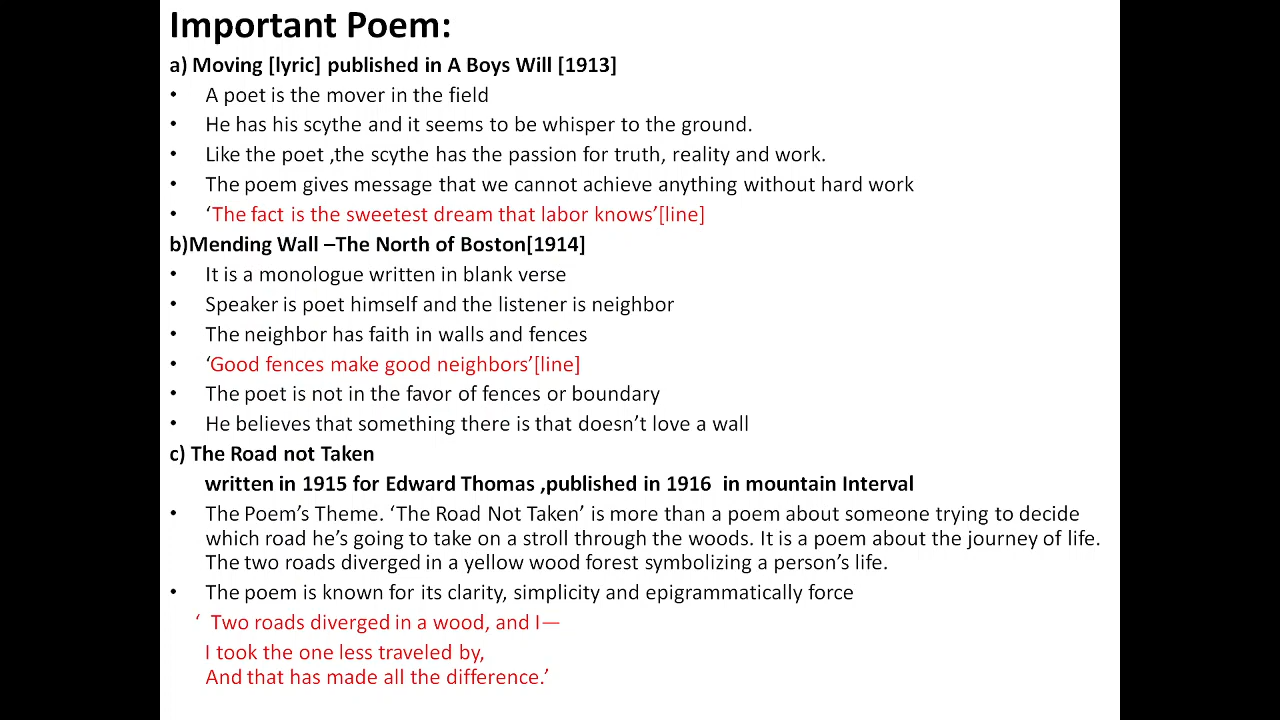 Important Poem:
a) Moving [lyric] published in A Boys Will [1913]
• A poet is the mover in the field
• He has his scythe and it seems to be whisper to the ground.
• Like the poet ,the scythe has the passion for truth, reality and work.
• The poem gives message that we cannot achieve anything without hard work
• ‘The fact is the sweetest dream that labor knows’[line]
b)Mending Wall –The North of Boston[1914]
• It is a monologue written in blank verse
• Speaker is poet himself and the listener is neighbor
• The neighbor has faith in walls and fences
• ‘Good fences make good neighbors’[line]
• The poet is not in the favor of fences or boundary
• He believes that something there is that doesn’t love a wall
c) The Road not Taken
written in 1915 for Edward Thomas ,published in 1916 in mountain Interval
• The Poem’s Theme. ‘The Road Not Taken’ is more than a poem about someone trying to decide
which road he’s going to take on a stroll through the woods. It is a poem about the journey of life.
The two roads diverged in a yellow wood forest symbolizing a person’s life.
• The poem is known for its clarity, simplicity and epigrammatically force
‘ Two roads diverged in a wood, and I—
I took the one less traveled by,
And that has made all the difference.’